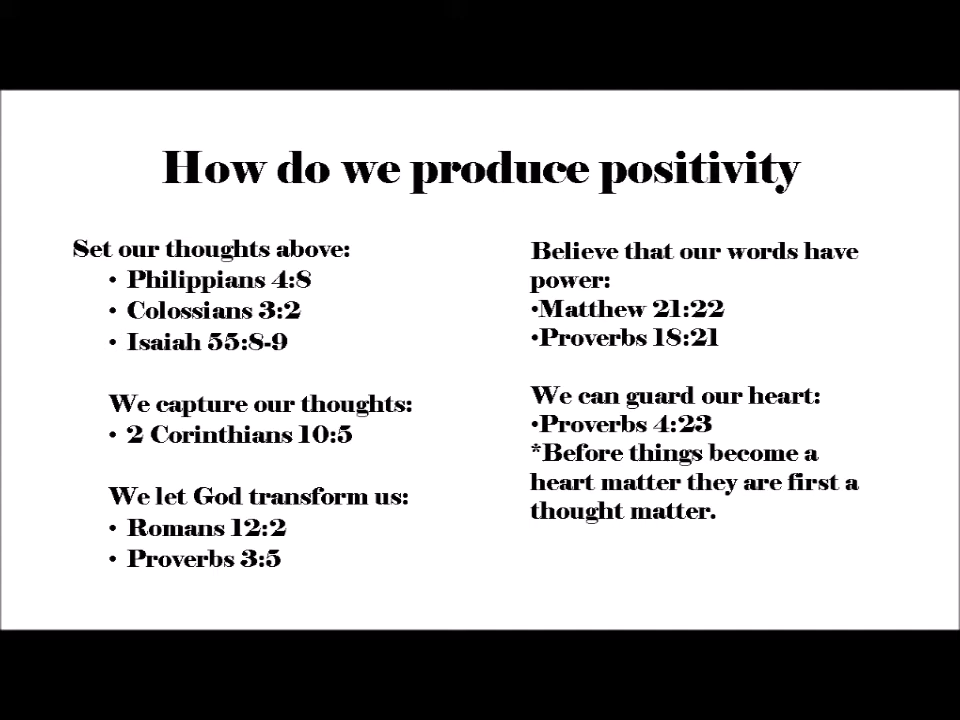 How do we produce positivity
Set our thoughts above:
• Philippians 4:8
• Colossians 3:2
• Isaiah 55:8-9
We capture our thoughts:
• 2 Corinthians 10:5
We let God transform us:
• Romans 12:2
• Proverbs 3:5
Believe that our words have
power:
•Matthew 21:22
•Proverbs 18:21
We can guard our heart:
•Proverbs 4:23
*Before things become a
heart matter they are first a
thought matter.